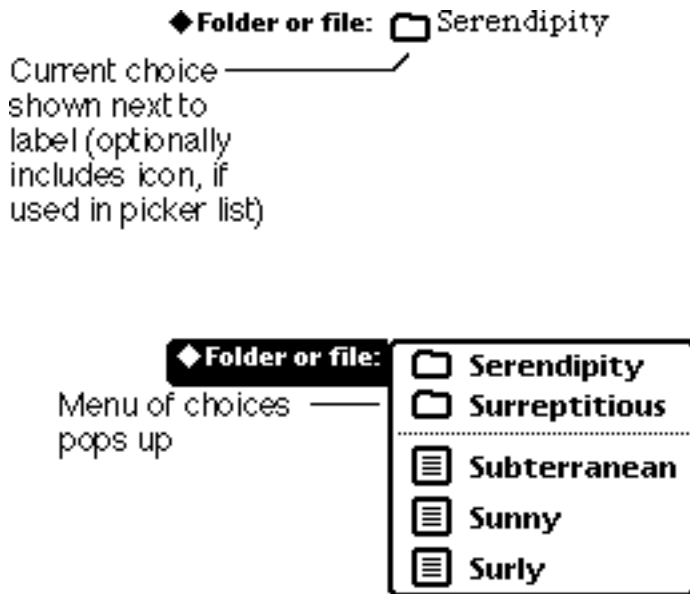 ◆Folder or file: Serendipity
Current choice
shown next to
label (optionally
includes icon, if
used in picker list)
◆Folder or file:
Serendipity
Surreptitious
Menu of choices
pops up
Subterranean
Sunny
Surly